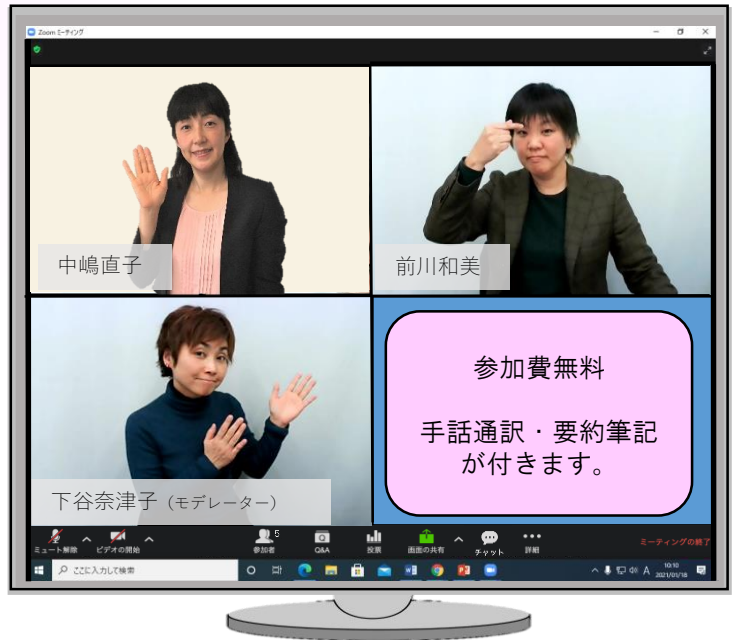 Zoom ミーティング
中嶋直子
前川和美
下谷奈津子（モデレーター）
参加費無料
手話通訳・要約筆記
が付きます。
ミュート解除
ビデオの開始
5
参加者
Q&A
投票
画面の共有
チャット
詳細
ミーティングの終了
ここに入力して検索
A
10:10
2021/01/18